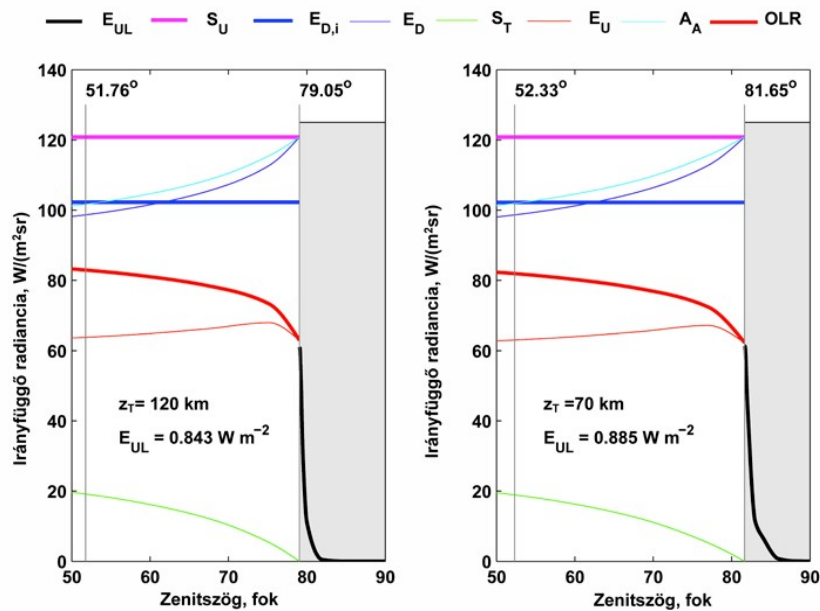 E_UL S_U E_D,i E_D S_T E_U A_A OLR
Irányfüggő radiancia, W/(m²sr)
140
120
100
80
60
40
20
0
51.76°
79.05°
z_T= 120 km
E_UL = 0.843 W m⁻²
50 60 70 80 90
Zenitszög, fok
Irányfüggő radiancia, W/(m²sr)
140
120
100
80
60
40
20
0
52.33°
81.65°
z_T =70 km
E_UL = 0.885 W m⁻²
50 60 70 80 90
Zenitszög, fok